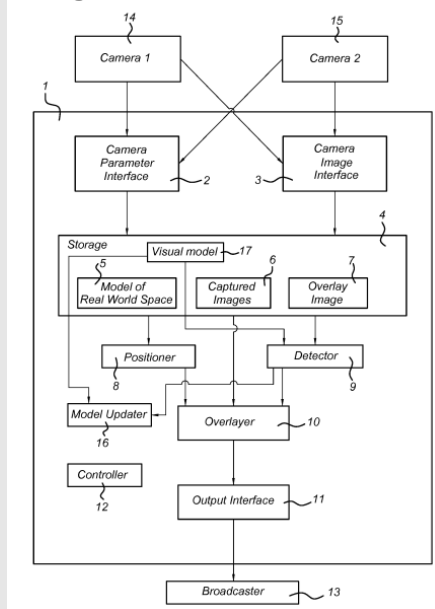 14
15
Camera 1
Camera 2
1
Camera
Parameter
Interface
2
Camera
Image
Interface
3
4
Storage
Visual model
17
5
6
7
Model of
Real World Space
Captured
Images
Overlay
Image
Positioner
8
Detector
9
Model Updater
16
Overlayer
10
Controller
12
Output Interface
11
Broadcaster
13